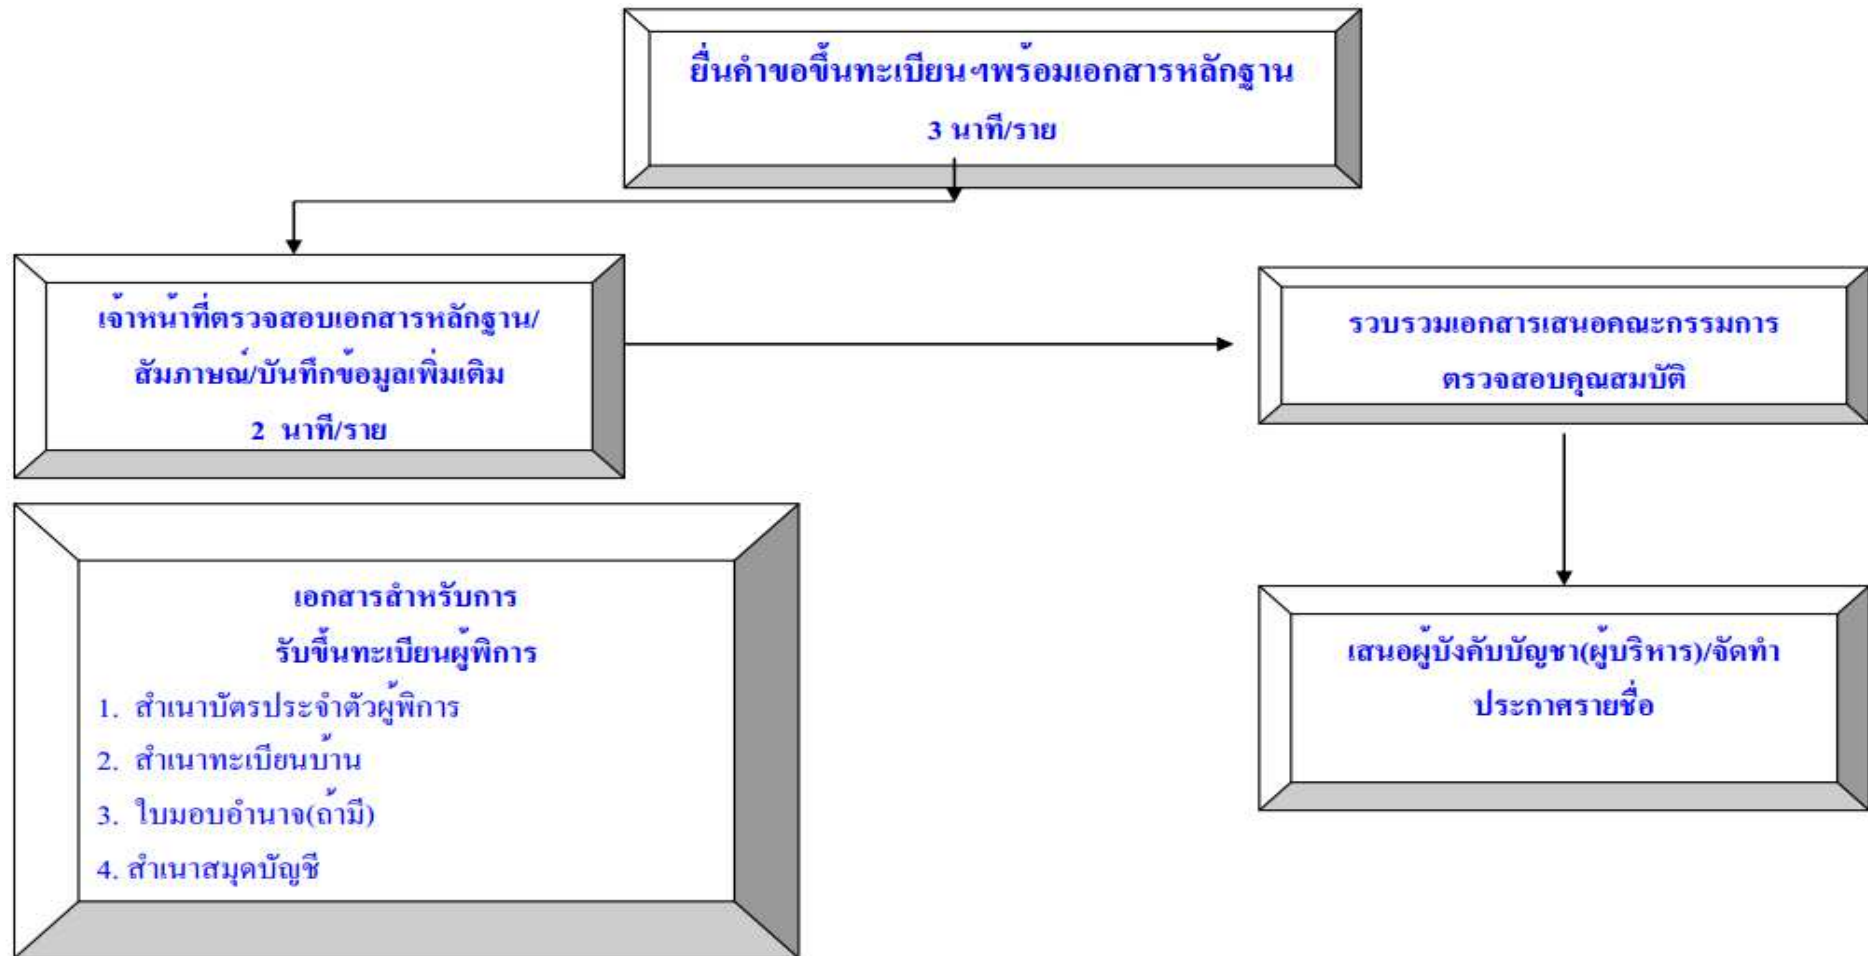 ยื่นคำขอขึ้นทะเบียนฯพร้อมเอกสารหลักฐาน
3 นาที/ราย
เจ้าหน้าที่ตรวจสอบเอกสารหลักฐาน/
สัมภาษณ์/บันทึกข้อมูลเพิ่มเติม
2 นาที/ราย
รวบรวมเอกสารเสนอคณะกรรมการ
ตรวจสอบคุณสมบัติ
เอกสารสำหรับการ
รับขึ้นทะเบียนผู้พิการ
1. สำเนาบัตรประจำตัวผู้พิการ
2. สำเนาทะเบียนบ้าน
3. ใบมอบอำนาจ(ถ้ามี)
4. สำเนาสมุดบัญชี
เสนอผู้บังคับบัญชา(ผู้บริหาร)/จัดทำ
ประกาศรายชื่อ